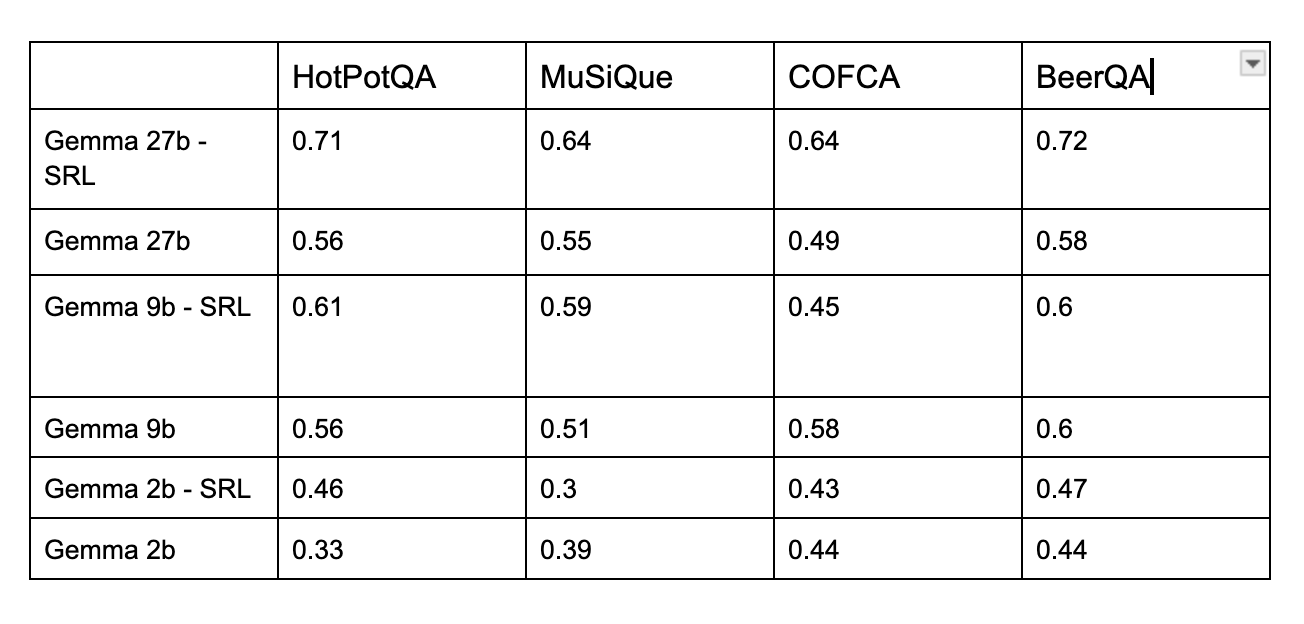 HotPotQA MuSiQue COFCA BeerQA
Gemma 27b - 0.71 0.64 0.64 0.72
SRL
Gemma 27b 0.56 0.55 0.49 0.58
Gemma 9b - SRL 0.61 0.59 0.45 0.6
Gemma 9b 0.56 0.51 0.58 0.6
Gemma 2b - SRL 0.46 0.3 0.43 0.47
Gemma 2b 0.33 0.39 0.44 0.44